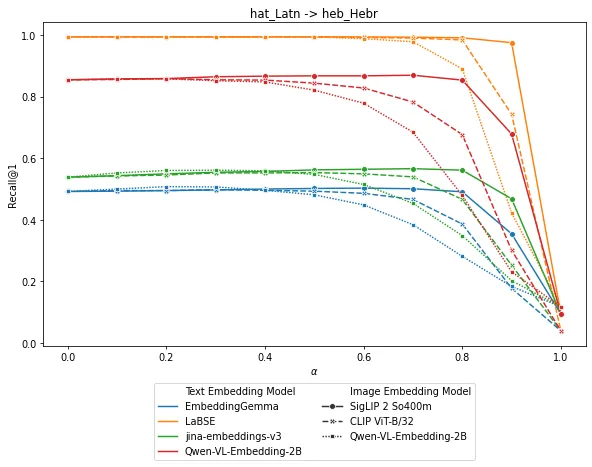 hat_Latn -> heb_Hebr
1.0
0.8
0.6
0.4
0.2
0.0
Recall@1
0.0 0.2 0.4 0.6 0.8 1.0
α
Text Embedding Model Image Embedding Model
EmbeddingGemma SigLIP 2 So400m
LaBSE CLIP ViT-B/32
jina-embeddings-v3 Qwen-VL-Embedding-2B
Qwen-VL-Embedding-2B